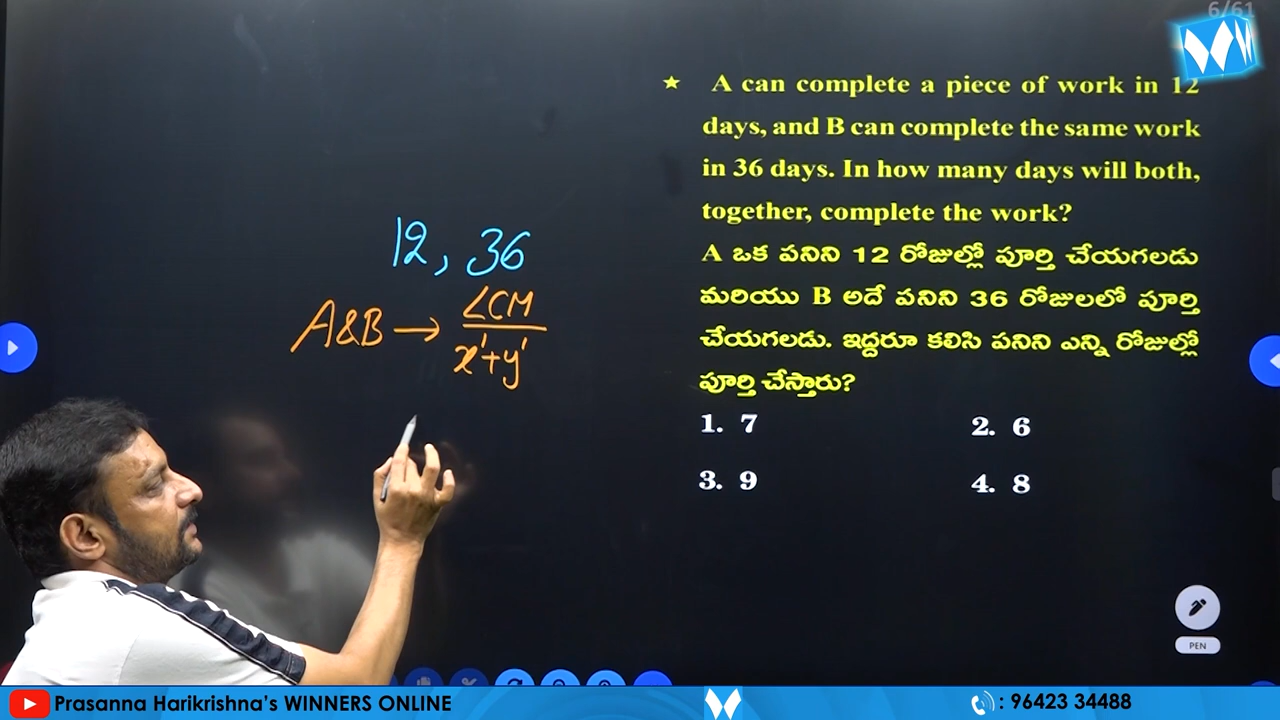 6/61
W
★ A can complete a piece of work in 12
days, and B can complete the same work
in 36 days. In how many days will both,
together, complete the work?
A ఒక పనిని 12 రోజుల్లో పూర్తి చేయగలడు
మరియు B అదే పనిని 36 రోజులలో పూర్తి
చేయగలడు. ఇద్దరూ కలిసి పనిని ఎన్ని రోజుల్లో
పూర్తి చేస్తారు?
1. 7 2. 6
3. 9 4. 8
12, 36
A&B → LCM
x'+y'
PEN
Prasanna Harikrishna's WINNERS ONLINE W : 96423 34488